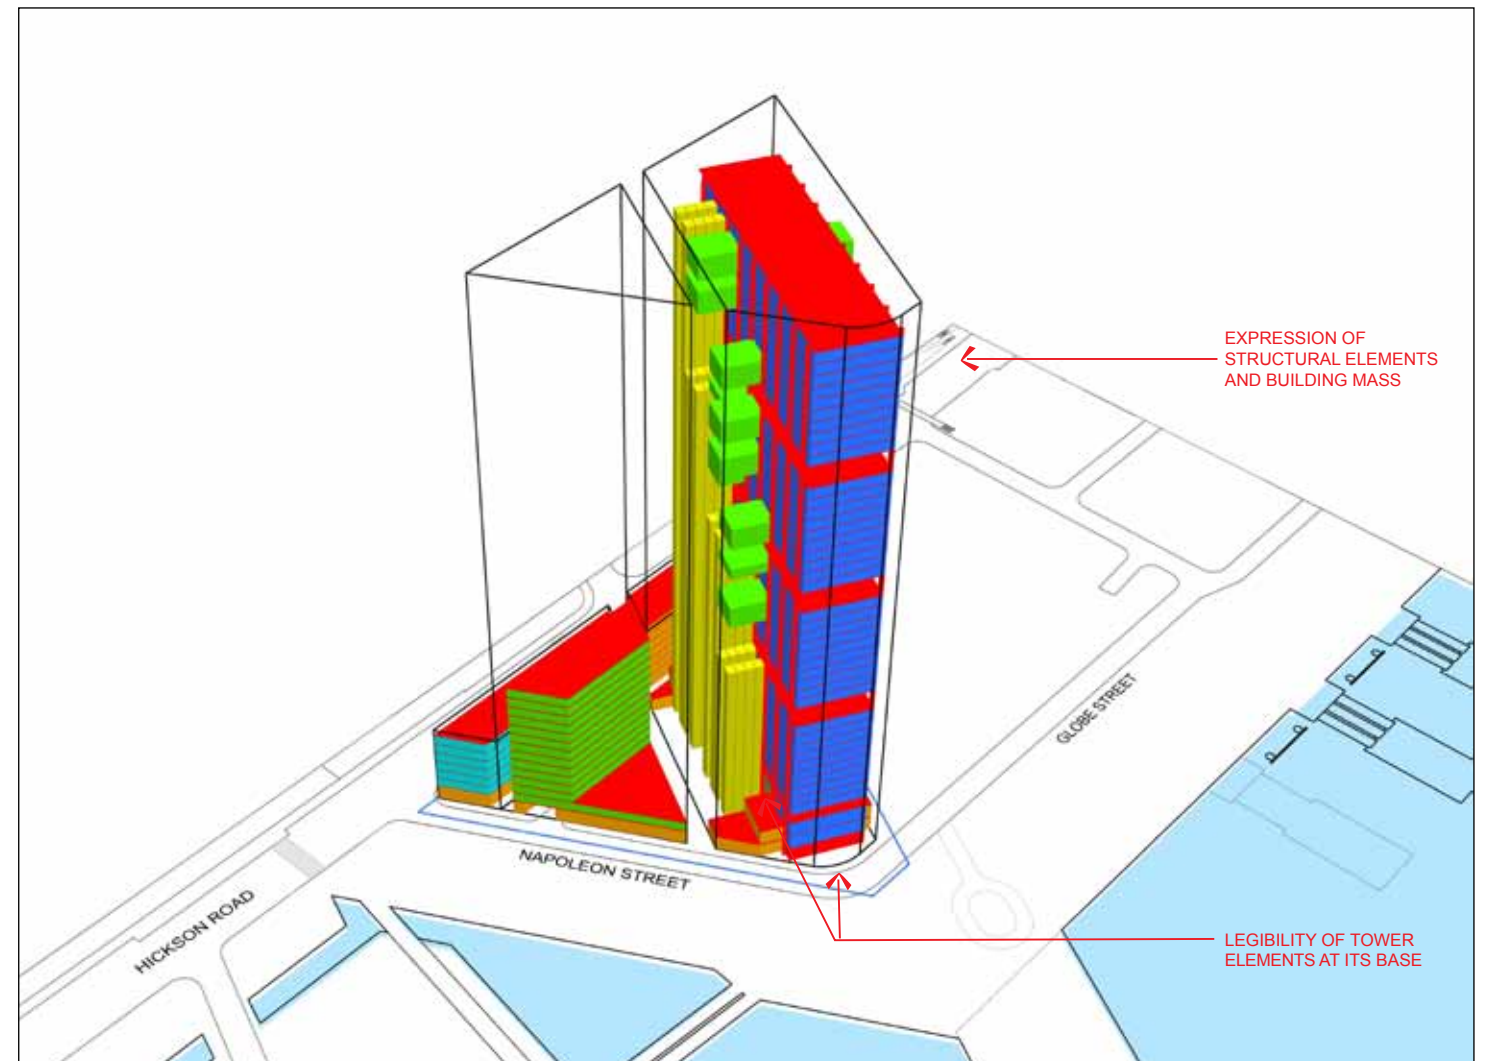 EXPRESSION OF
STRUCTURAL ELEMENTS
AND BUILDING MASS
GLOBE STREET
NAPOLEON STREET
HICKSON ROAD
LEGIBILITY OF TOWER
ELEMENTS AT ITS BASE